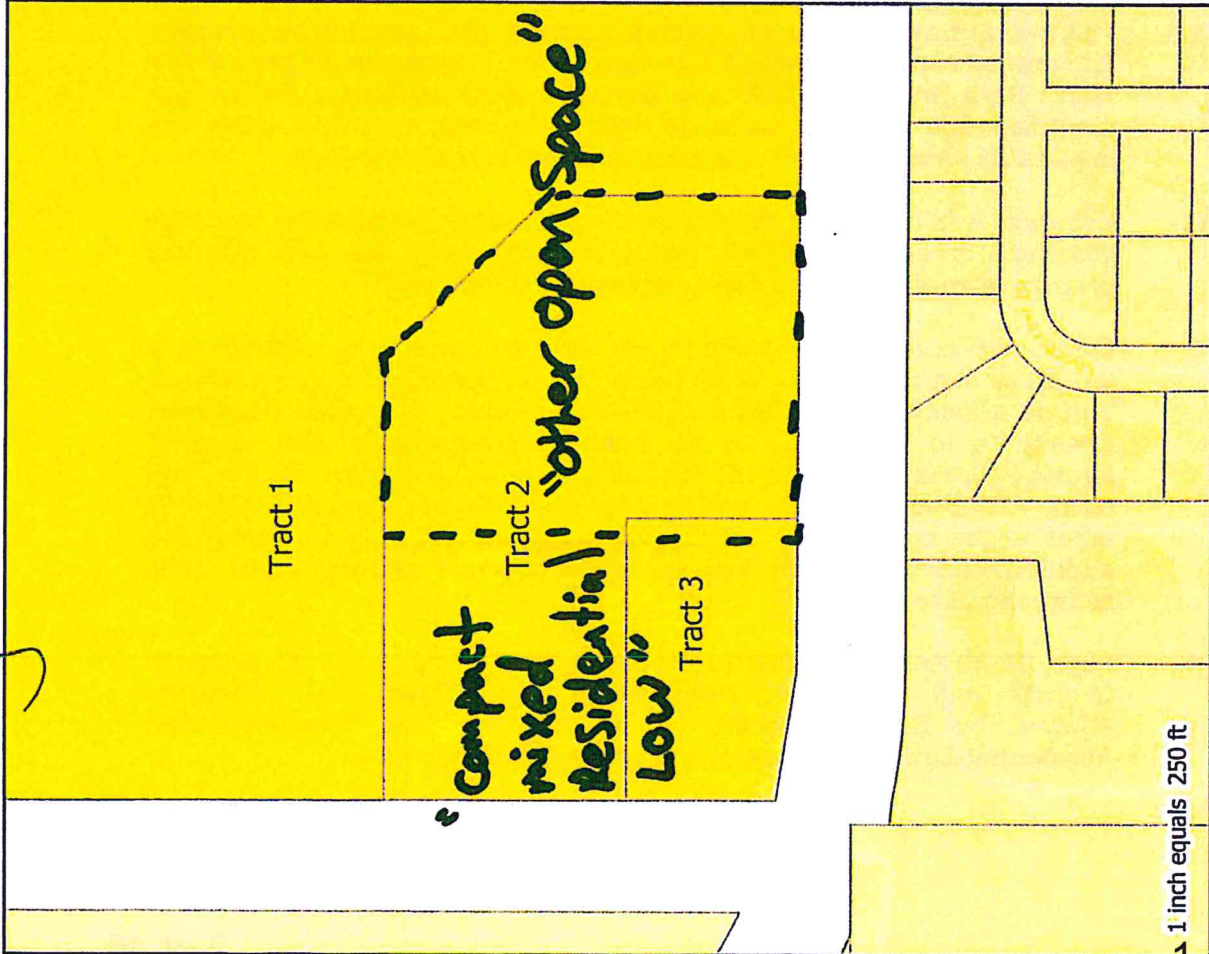 Tract 1
Tract 2
"Compact
mixed
Residential
Low"
"other open Space"
Tract 3
1 inch equals 250 ft